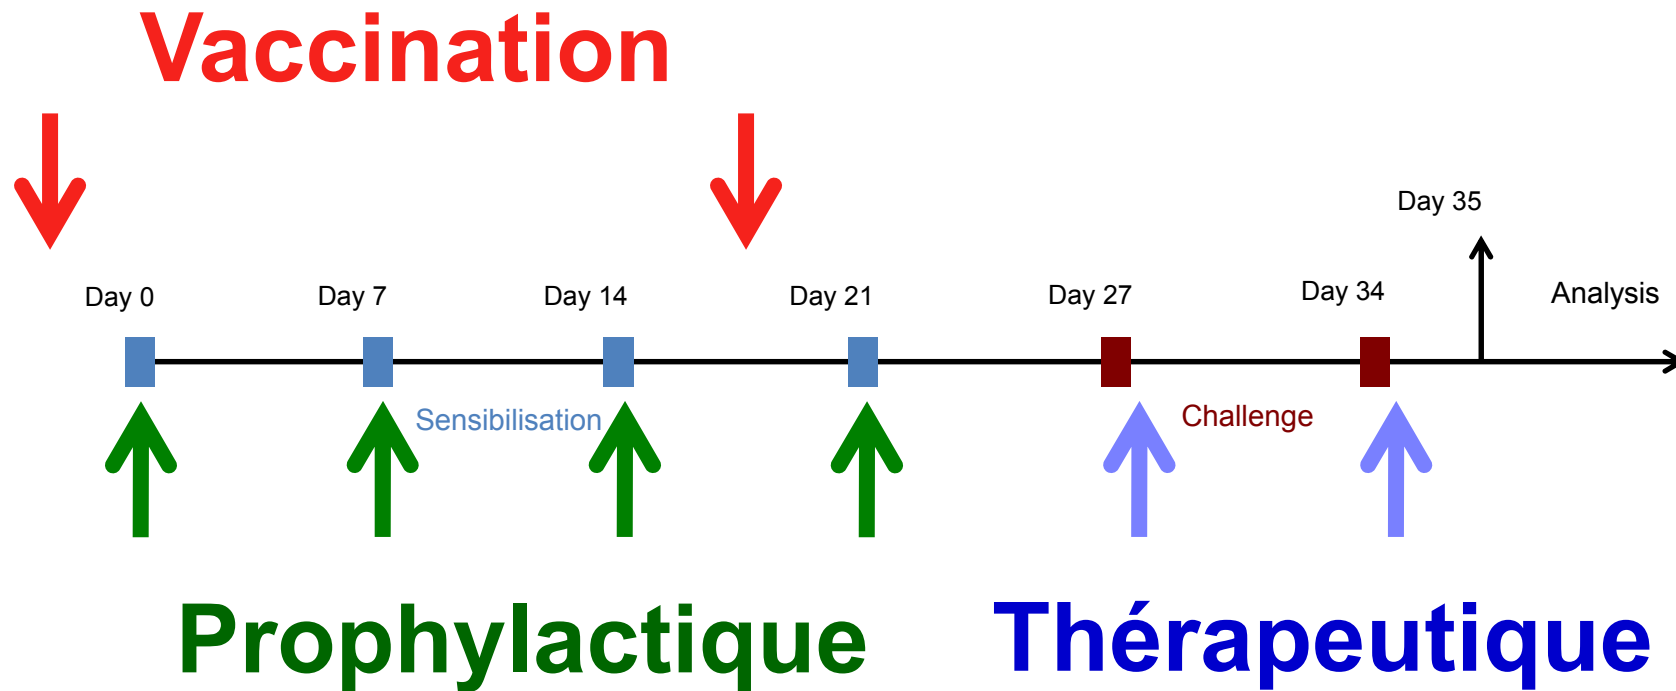 Vaccination
Day 35
Day 0
Day 7
Day 14
Day 21
Day 27
Day 34
Analysis
Sensibilisation
Challenge
Prophylactique
Thérapeutique